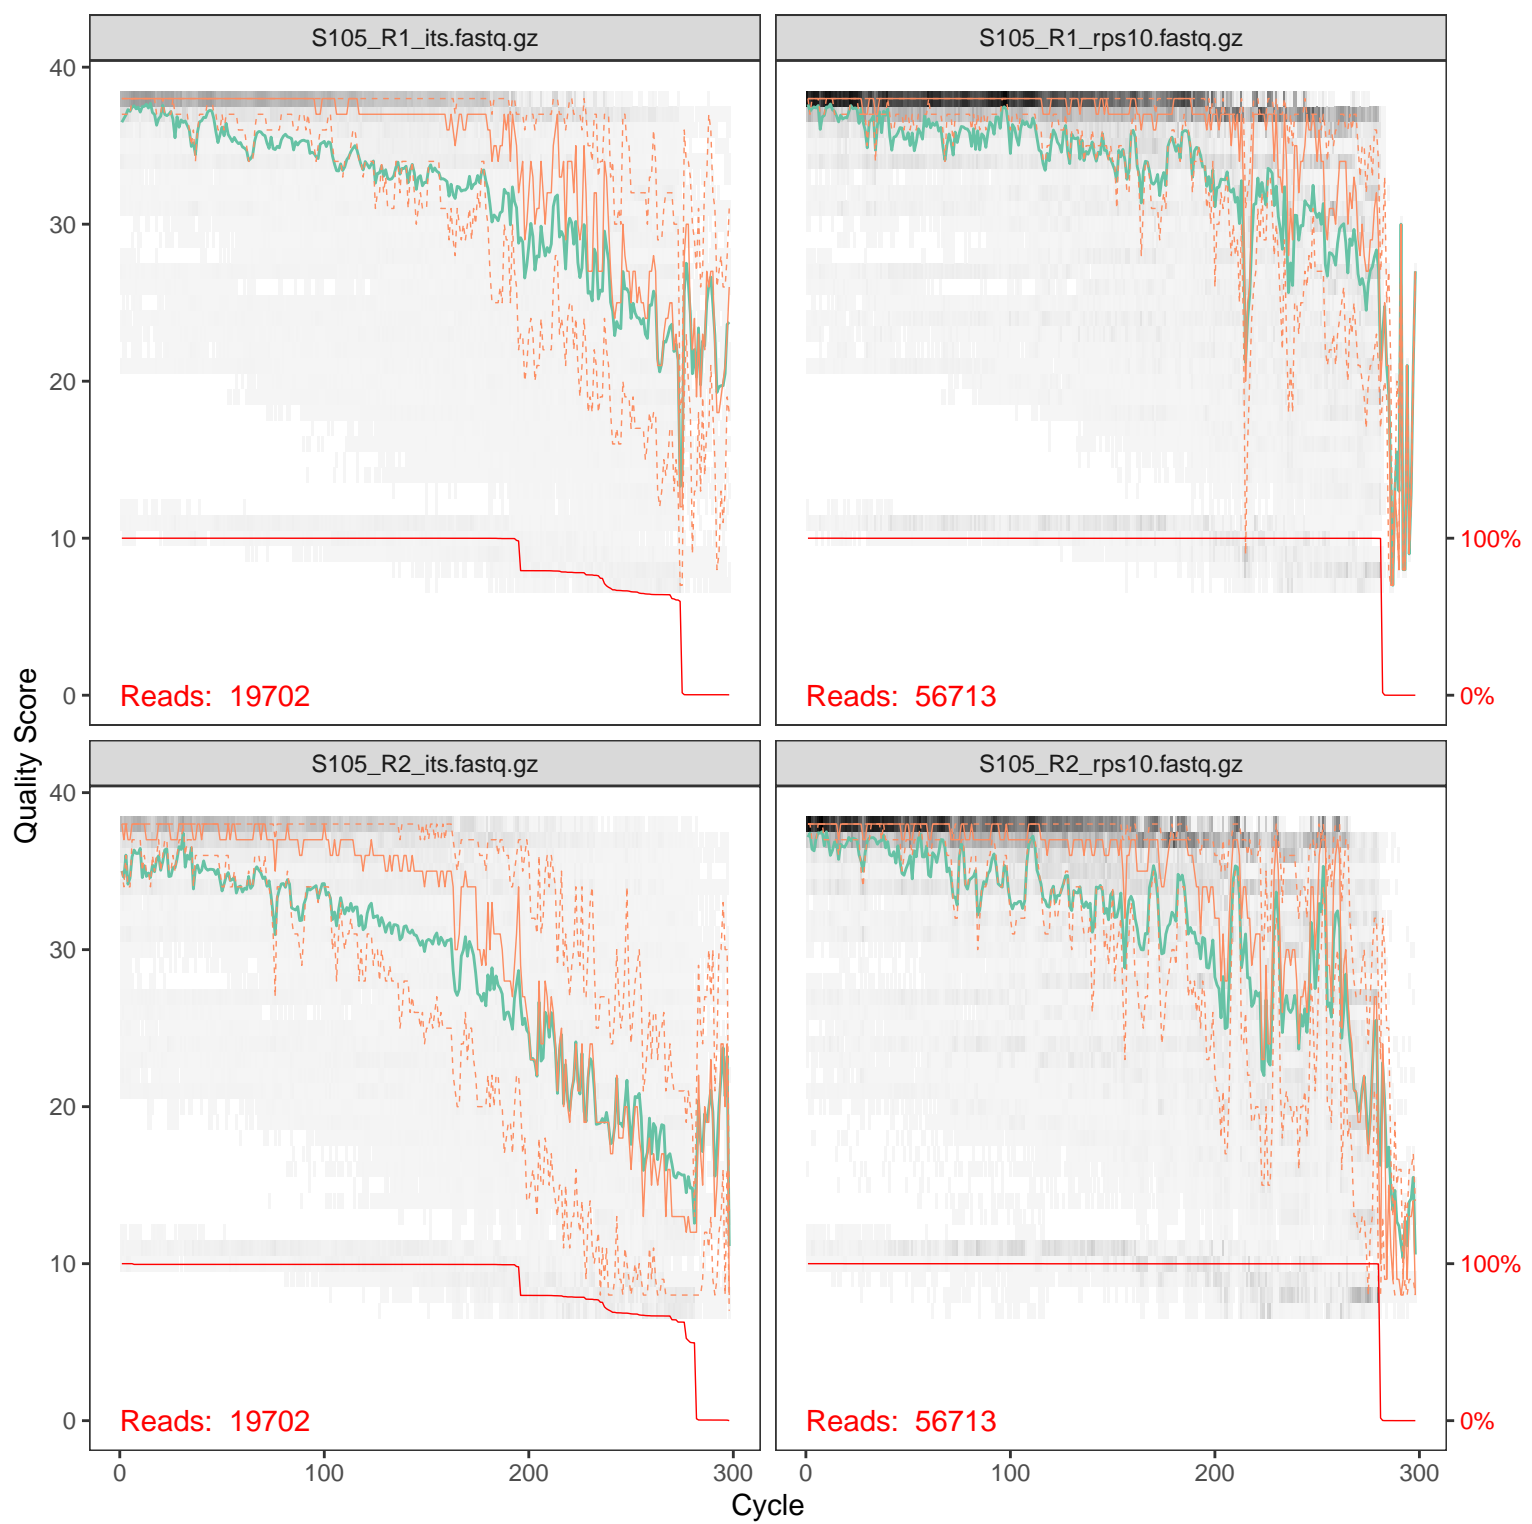 S105_R1_its.fastq.gz
S105_R1_rps10.fastq.gz
40
30
20
10
0
Reads: 19702
Reads: 56713
100%
0%
Quality Score
S105_R2_its.fastq.gz
S105_R2_rps10.fastq.gz
40
30
20
10
0
Reads: 19702
Reads: 56713
100%
0%
0 100 200 300
0 100 200 300
Cycle